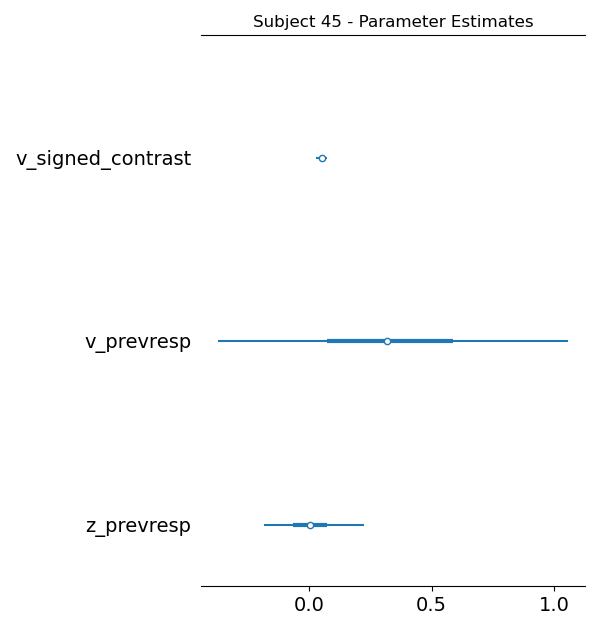 Subject 45 - Parameter Estimates
v_signed_contrast
v_prevresp
z_prevresp
0.0 0.5 1.0